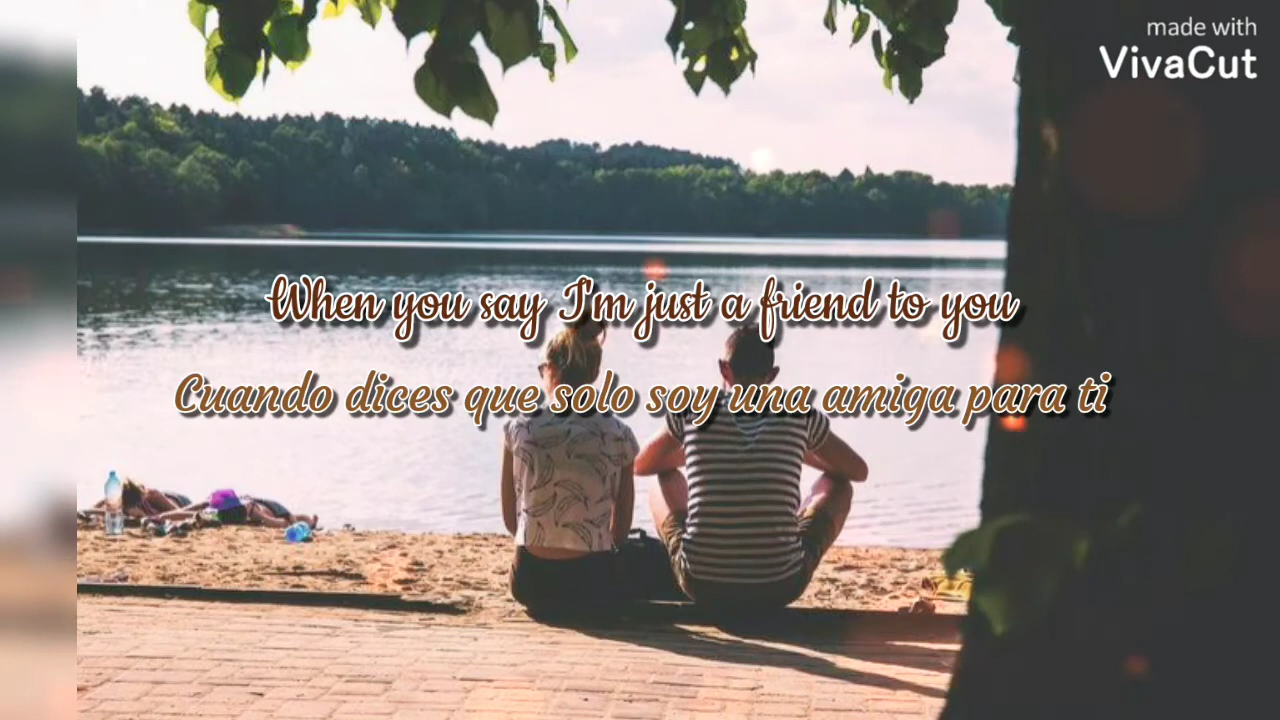 made with
VivaCut
When you say I'm just a friend to you
Cuando dices que solo soy una amiga para ti